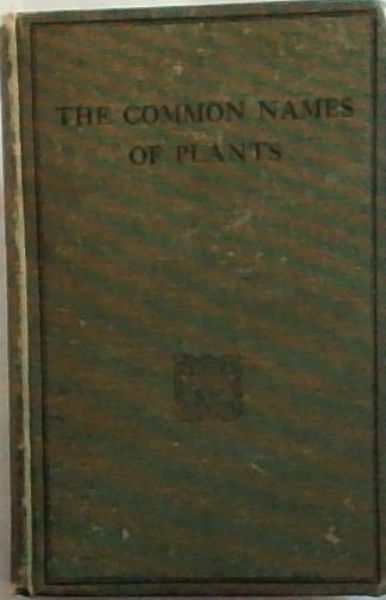 THE COMMON NAMES
OF PLANTS